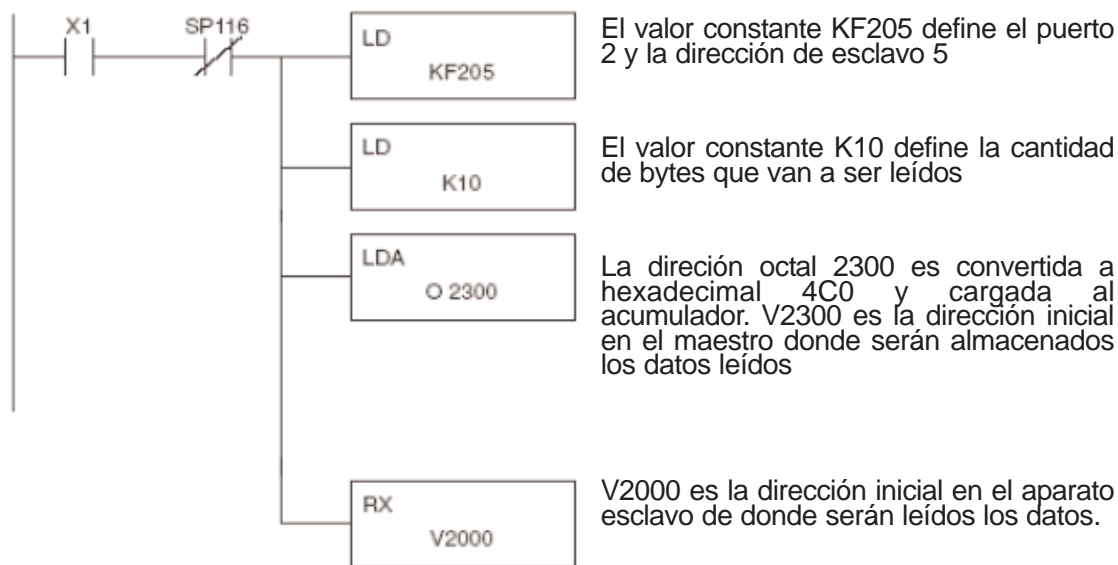 X1 SP116
LD
KF205
El valor constante KF205 define el puerto
2 y la dirección de esclavo 5
LD
K10
El valor constante K10 define la cantidad
de bytes que van a ser leídos
LDA
O 2300
La direción octal 2300 es convertida a
hexadecimal 4C0 y cargada al
acumulador. V2300 es la dirección inicial
en el maestro donde serán almacenados
los datos leídos
RX
V2000
V2000 es la dirección inicial en el aparato
esclavo de donde serán leídos los datos.